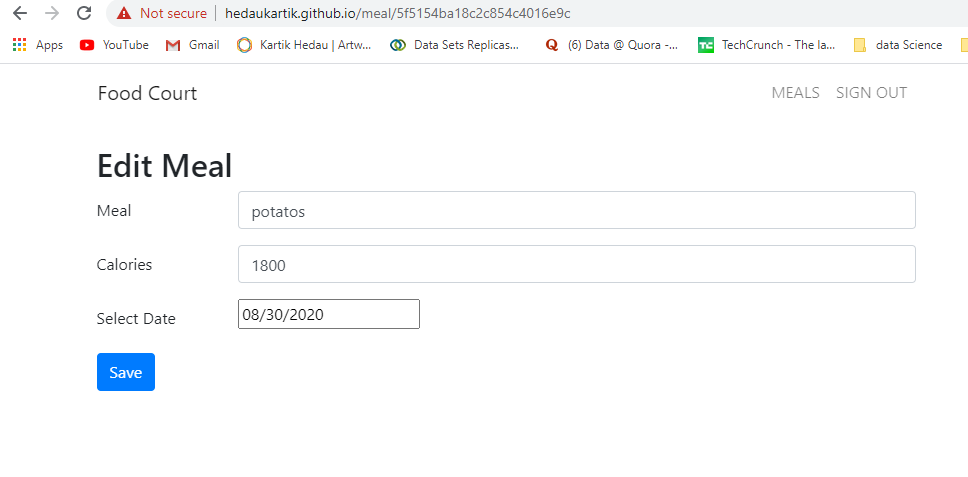 Not secure | hedaukartik.github.io/meal/5f5154ba18c2c854c4016e9c
Apps YouTube Gmail Kartik Hedau | Artw... Data Sets Replicas... Q (6) Data @ Quora -... TC TechCrunch - The la... data Science
Food Court MEALS SIGN OUT
Edit Meal
Meal potatos
Calories 1800
Select Date 08/30/2020
Save